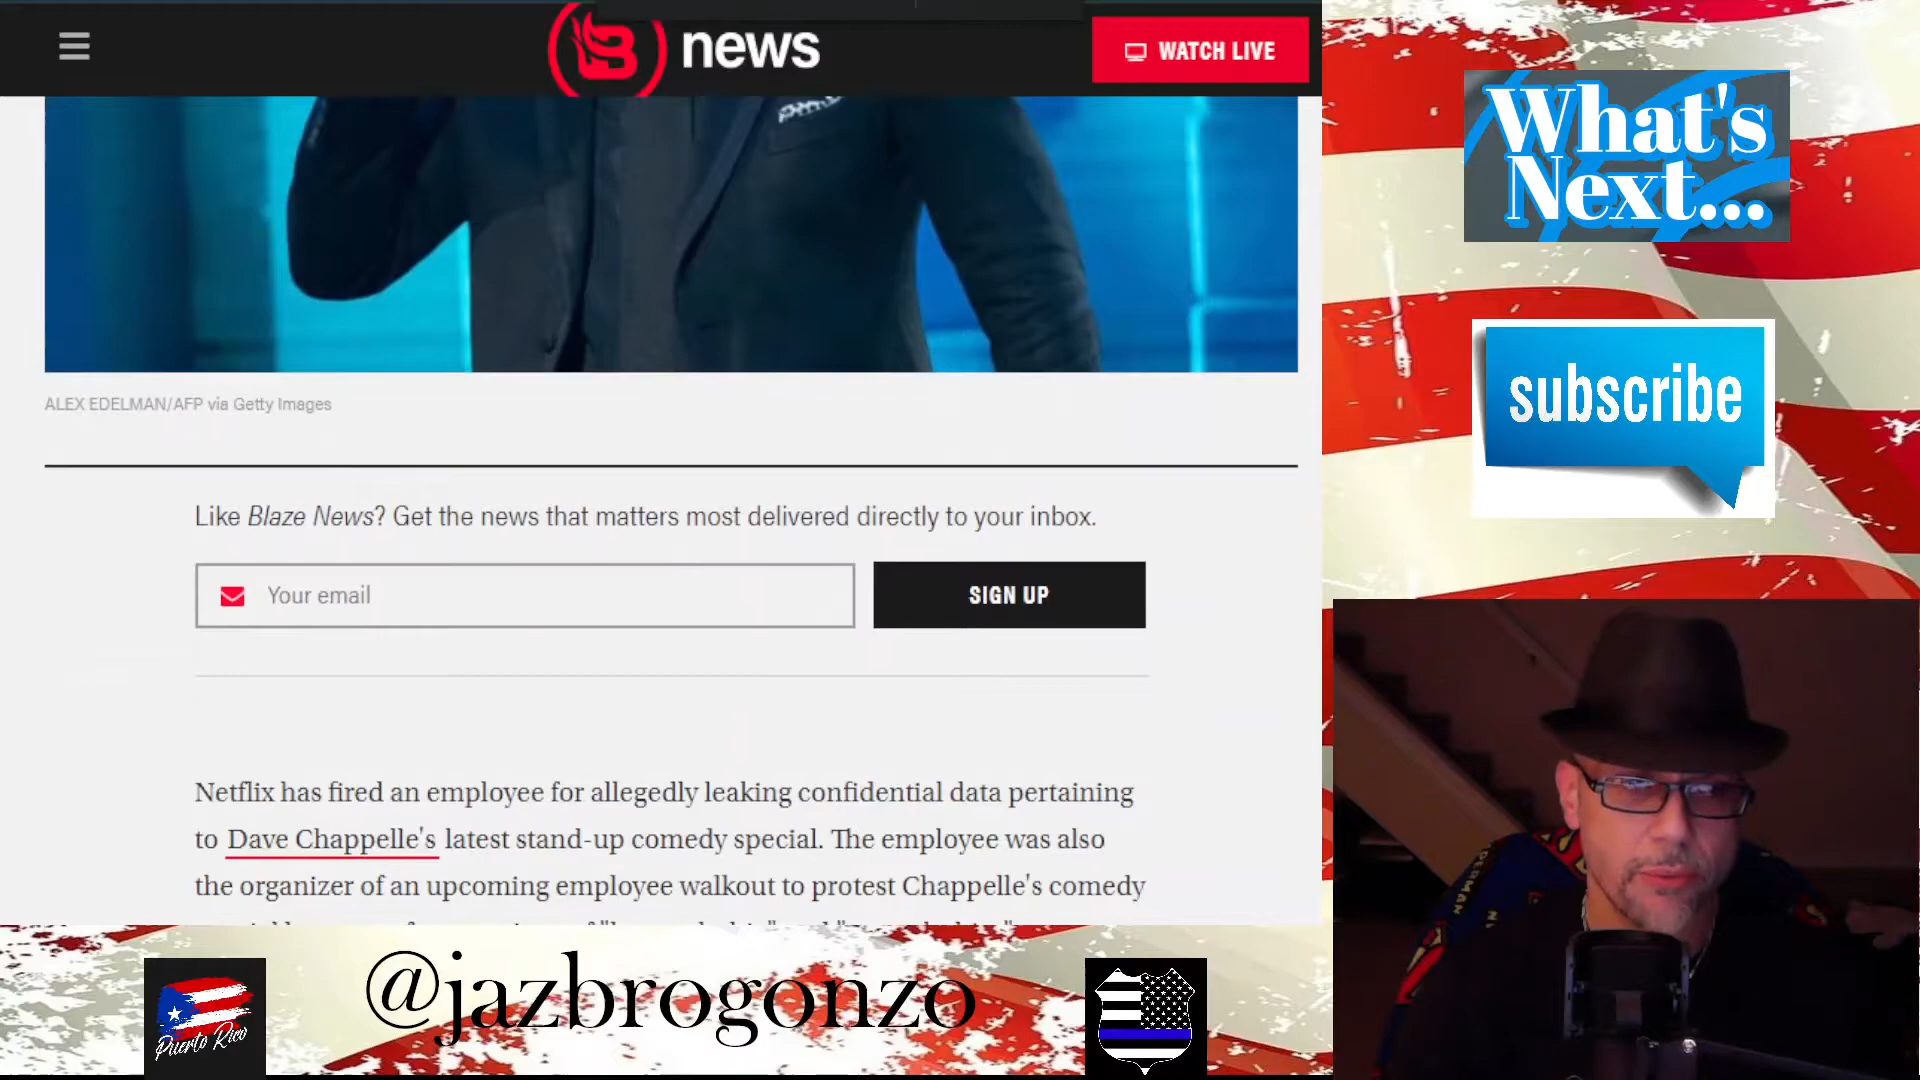 news
WATCH LIVE
What's
Next...
subscribe
ALEX EDELMAN/AFP via Getty Images
Like Blaze News? Get the news that matters most delivered directly to your inbox.
Your email
SIGN UP
Netflix has fired an employee for allegedly leaking confidential data pertaining
to Dave Chappelle's latest stand-up comedy special. The employee was also
the organizer of an upcoming employee walkout to protest Chappelle's comedy
@jazbrogonzo
Puerto Rico